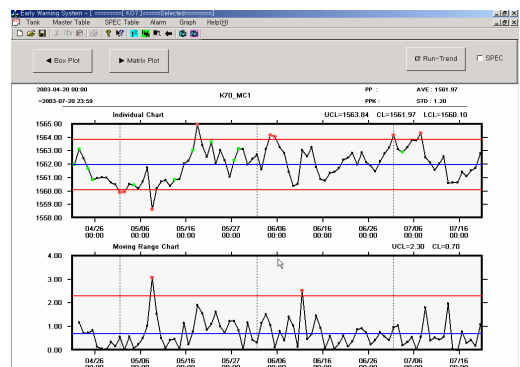 Early Warning System - [ =========[ K07 ]======Selected=========]
Tank Master Table SPEC Table Alarm Graph Help(H)
◄ Box Plot ► Matrix Plot Run-Trend SPEC
2003-04-20 00:00
~2003-07-20 23:59
K70_MC1
PP : AVE : 1561.97
PPK : STD : 1.20
Individual Chart UCL=1563.84 CL=1561.97 LCL=1560.10
1565.00
1564.00
1563.00
1562.00
1561.00
1560.00
1559.00
1558.00
04/26 05/06 05/16 05/27 06/06 06/16 06/26 07/06 07/16
00:00 00:00 00:00 00:00 00:00 00:00 00:00 00:00 00:00
Moving Range Chart UCL=2.30 CL=0.70
4.00
3.00
2.00
1.00
0.00
04/26 05/06 05/16 05/27 06/06 06/16 06/26 07/06 07/16